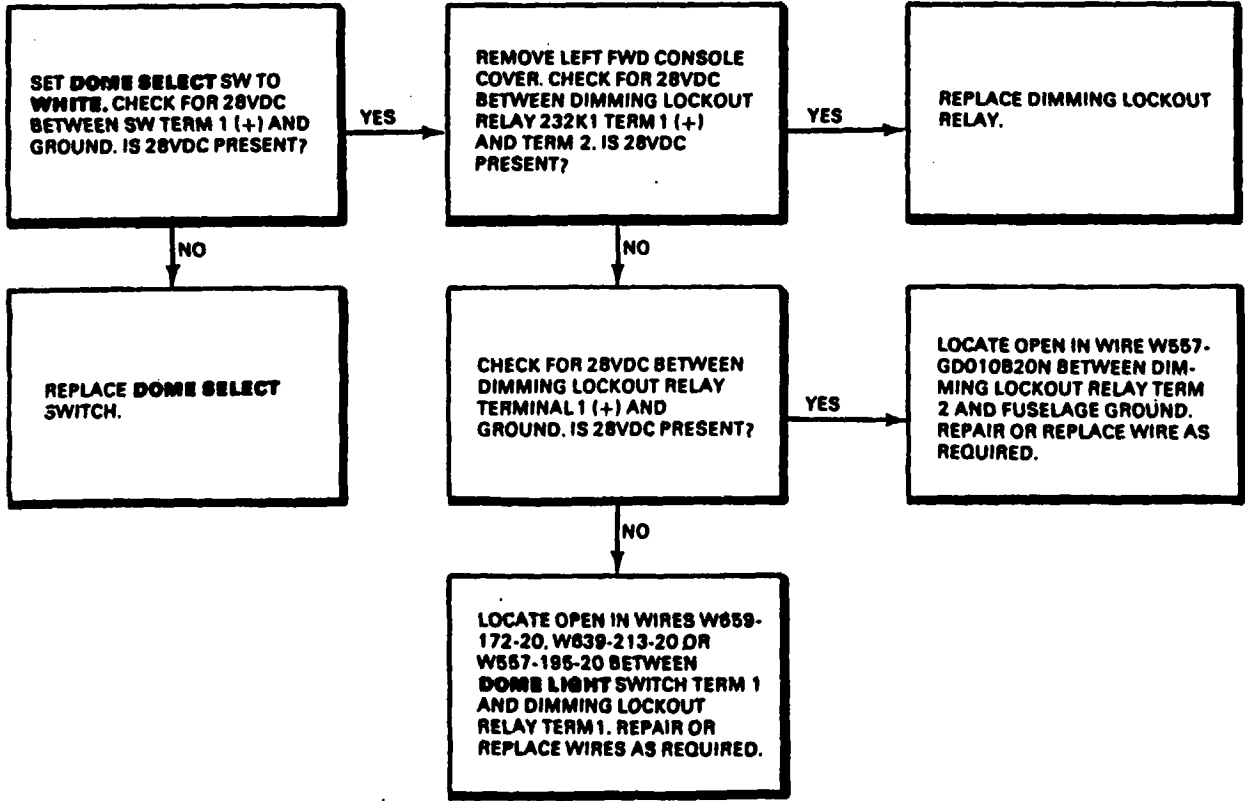 SET DOME SELECT SW TO
WHITE. CHECK FOR 28VDC
BETWEEN SW TERM 1 (+) AND
GROUND. IS 28VDC PRESENT?
YES
REMOVE LEFT FWD CONSOLE
COVER. CHECK FOR 28VDC
BETWEEN DIMMING LOCKOUT
RELAY 232K1 TERM 1 (+)
AND TERM 2. IS 28VDC
PRESENT?
YES
REPLACE DIMMING LOCKOUT
RELAY.
NO
NO
REPLACE DOME SELECT
SWITCH.
CHECK FOR 28VDC BETWEEN
DIMMING LOCKOUT RELAY
TERMINAL 1 (+) AND
GROUND. IS 28VDC PRESENT?
YES
LOCATE OPEN IN WIRE W557-
GD010B20N BETWEEN DIM-
MING LOCKOUT RELAY TERM
2 AND FUSELAGE GROUND.
REPAIR OR REPLACE WIRE AS
REQUIRED.
NO
LOCATE OPEN IN WIRES W659-
172-20, W639-213-20 OR
W557-195-20 BETWEEN
DOME LIGHT SWITCH TERM 1
AND DIMMING LOCKOUT
RELAY TERM 1. REPAIR OR
REPLACE WIRES AS REQUIRED.